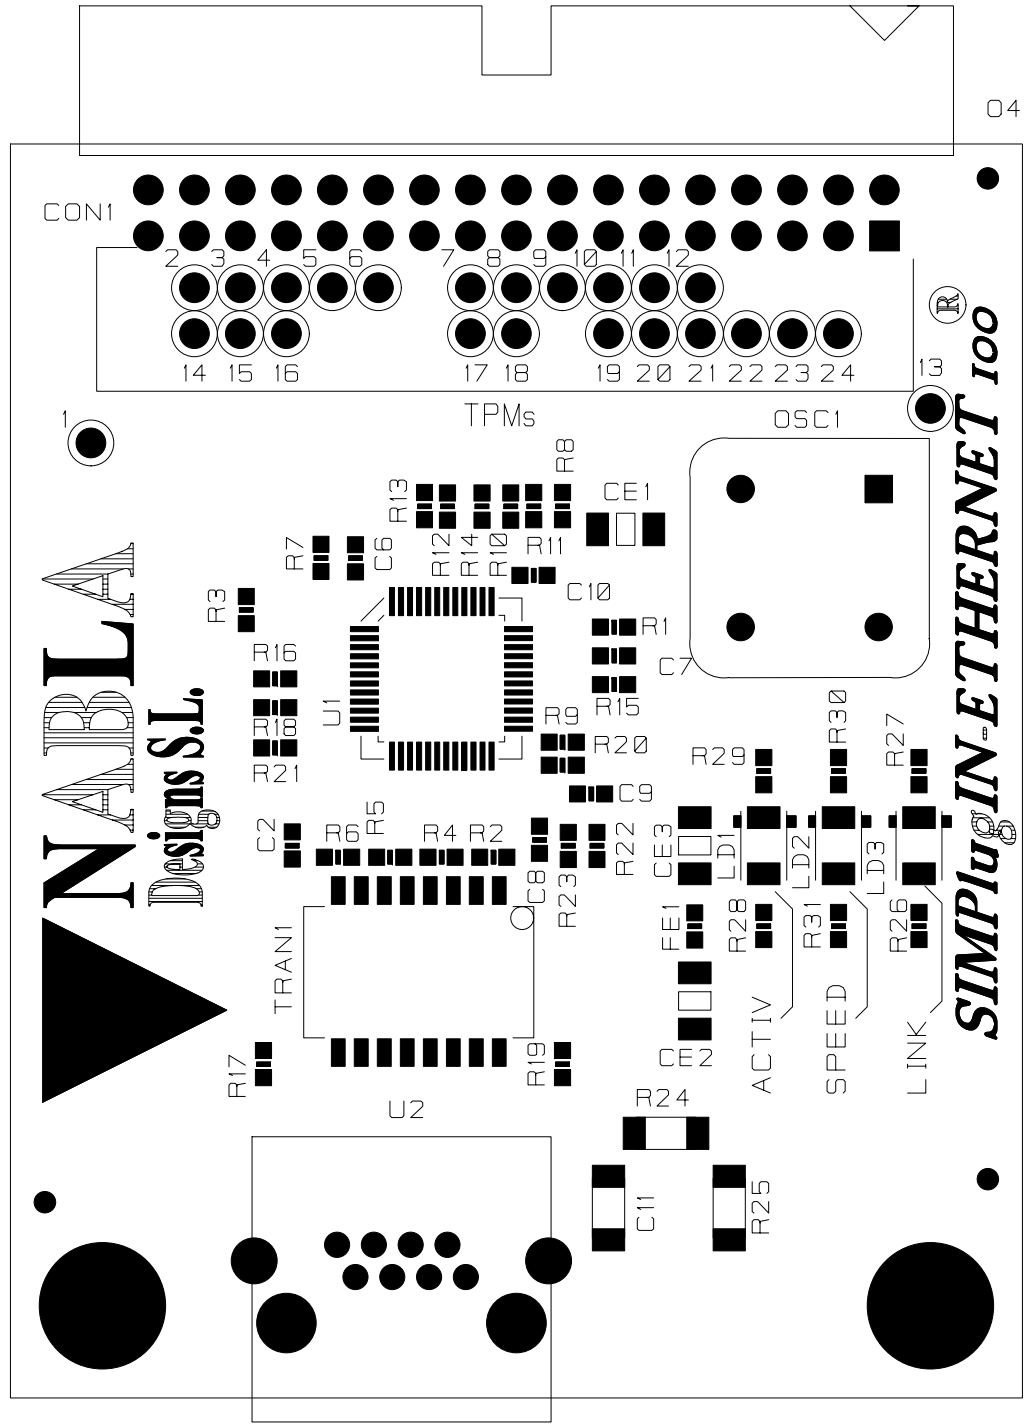 04
CON1
2 3 4 5 6 7 8 9 10 11 12
14 15 16 17 18 19 20 21 22 23 24
13
1
TPMs
OSC1
R
SIMPlugIN-ETHERNET 100
NABLA
Designs S.L.
R8
R13
CE1
R7
C6
R12
R14
R10
R11
C10
R3
R1
R16
C7
U1
R15
R18
R9
R20
R21
R29
R30
R27
C9
C2
R6
R5
R4
R2
C8
R23
R22
CE3
LD1
LD2
LD3
TRAN1
FE1
R28
R31
R26
R17
R19
CE2
ACTIV
SPEED
LINK
U2
R24
C11
R25